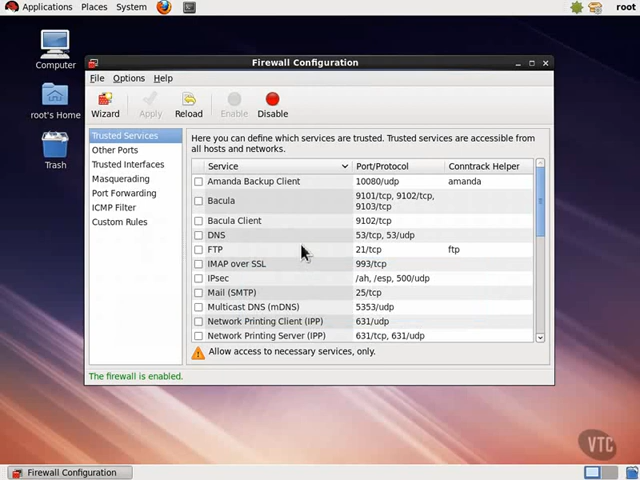 Applications Places System root
Computer
root's Home
Trash
Firewall Configuration
File Options Help
Wizard Apply Reload Enable Disable
Trusted Services
Other Ports
Trusted Interfaces
Masquerading
Port Forwarding
ICMP Filter
Custom Rules
Here you can define which services are trusted. Trusted services are accessible from
all hosts and networks.
Service Port/Protocol Conntrack Helper
Amanda Backup Client 10080/udp amanda
Bacula 9101/tcp, 9102/tcp,
9103/tcp
Bacula Client 9102/tcp
DNS 53/tcp, 53/udp
FTP 21/tcp ftp
IMAP over SSL 993/tcp
IPsec /ah, /esp, 500/udp
Mail (SMTP) 25/tcp
Multicast DNS (mDNS) 5353/udp
Network Printing Client (IPP) 631/udp
Network Printing Server (IPP) 631/tcp, 631/udp
Allow access to necessary services, only.
The firewall is enabled.
VTC
Firewall Configuration